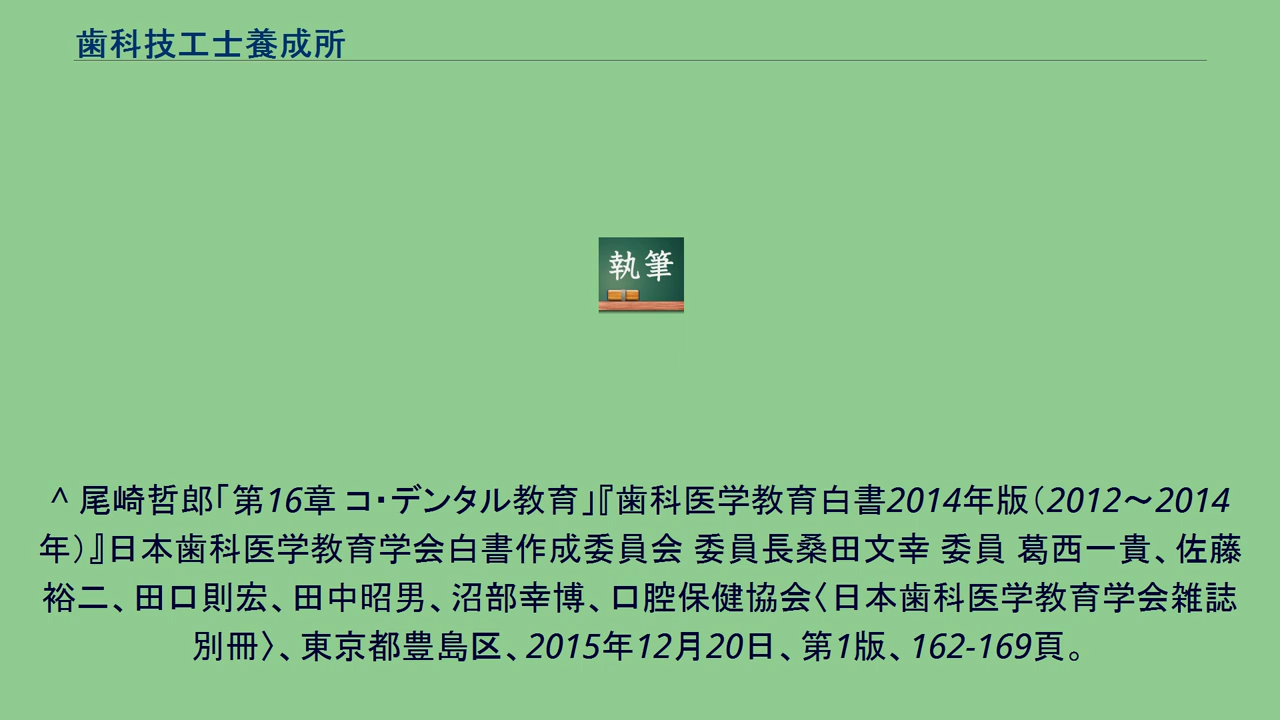 歯科技工士養成所
執筆
^ 尾崎哲郎「第16章 コ・デンタル教育」『歯科医学教育白書2014年版（2012〜2014
年）』日本歯科医学教育学会白書作成委員会 委員長桑田文幸 委員 葛西一貴、佐藤
裕二、田口則宏、田中昭男、沼部幸博、口腔保健協会〈日本歯科医学教育学会雑誌
別冊〉、東京都豊島区、2015年12月20日、第1版、162-169頁。